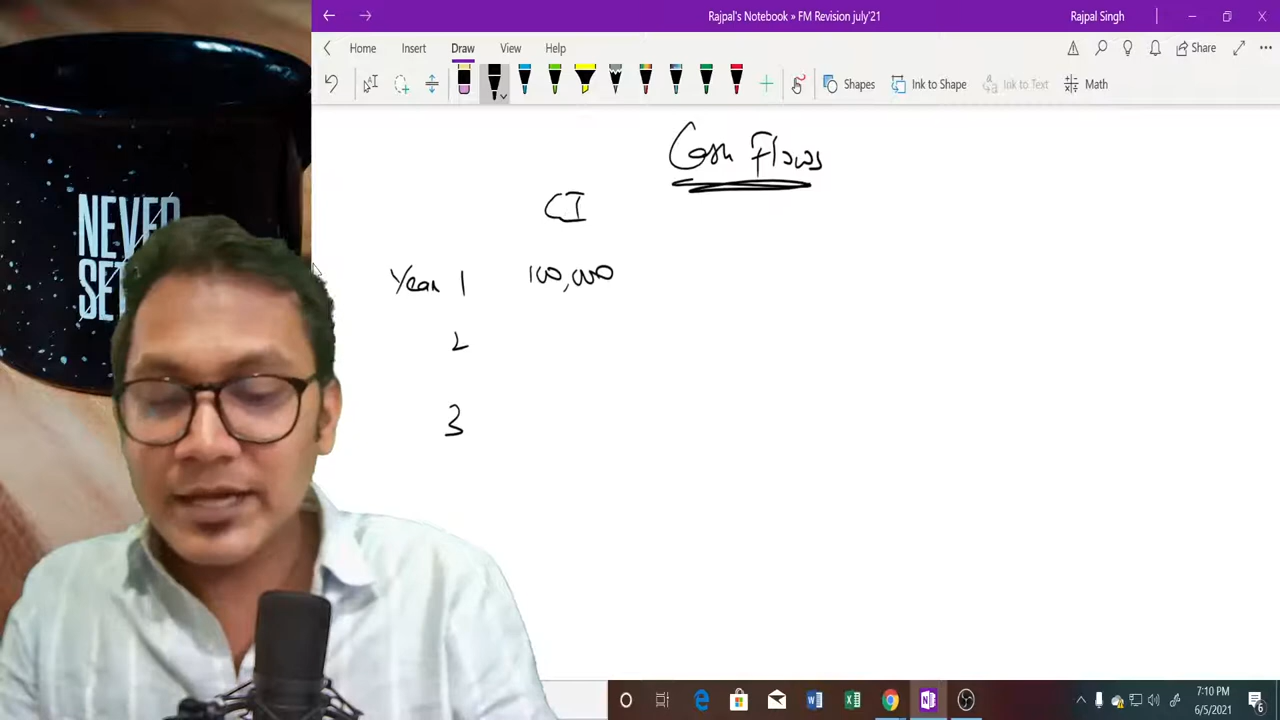 Rajpal's Notebook » FM Revision july'21
Rajpal Singh
Home Insert Draw View Help
Share
Shapes
Ink to Shape
Ink to Text
Math
Cash Flows
CI
Year 1 100,000
2
3
NEVER
SET
7:10 PM
6/5/2021
6